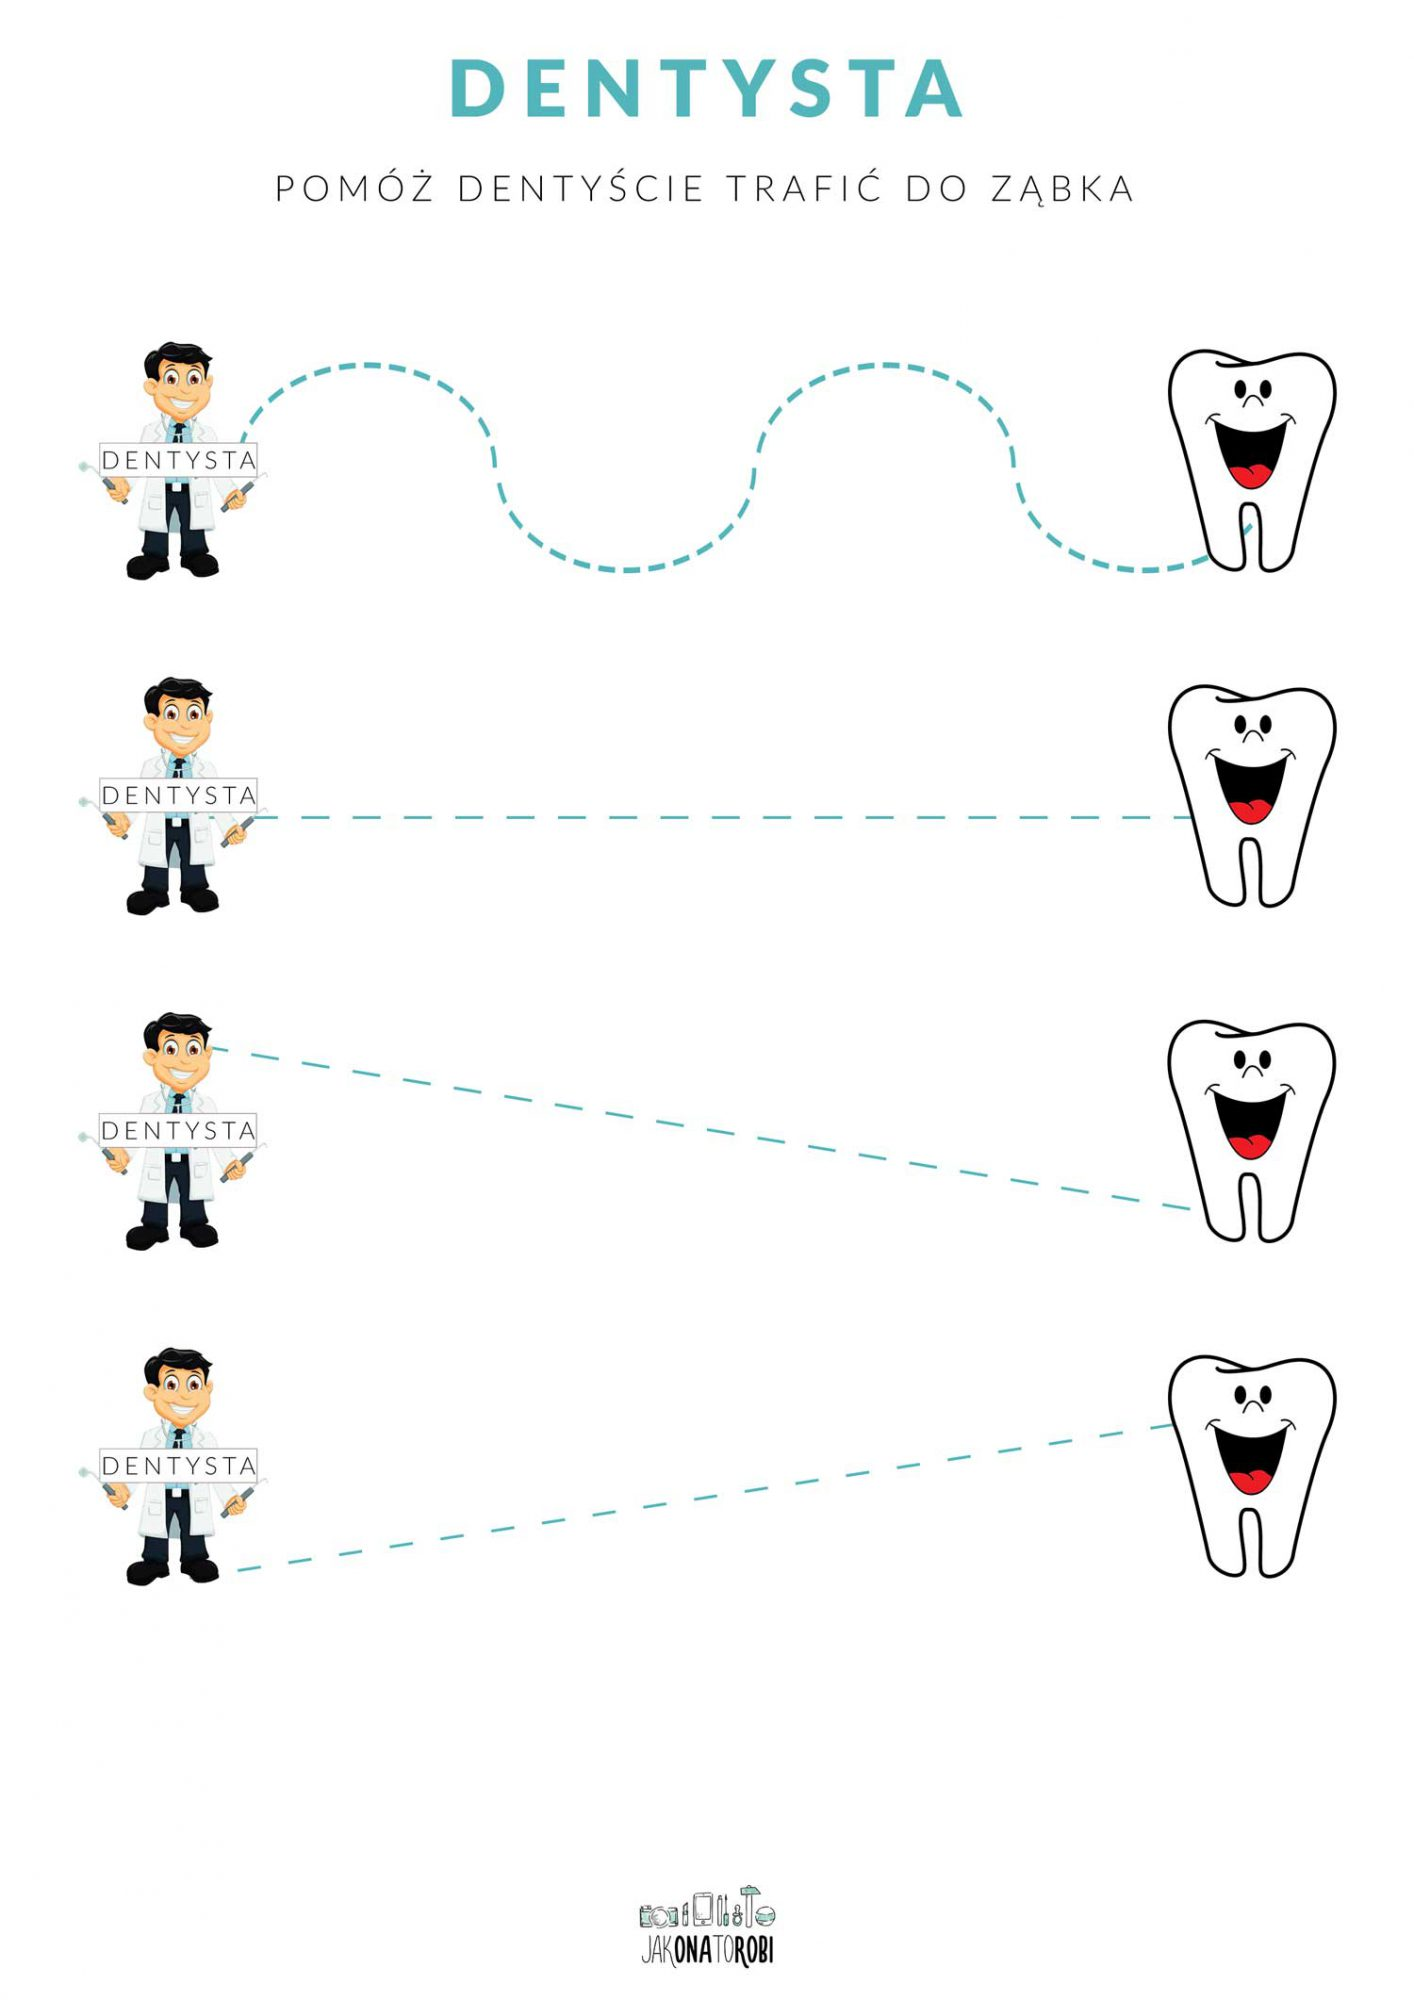 DENTYSTA
POMÓŻ DENTYŚCIE TRAFIĆ DO ZĄBKA
DENTYSTA
DENTYSTA
DENTYSTA
DENTYSTA
JAKONATOROBI